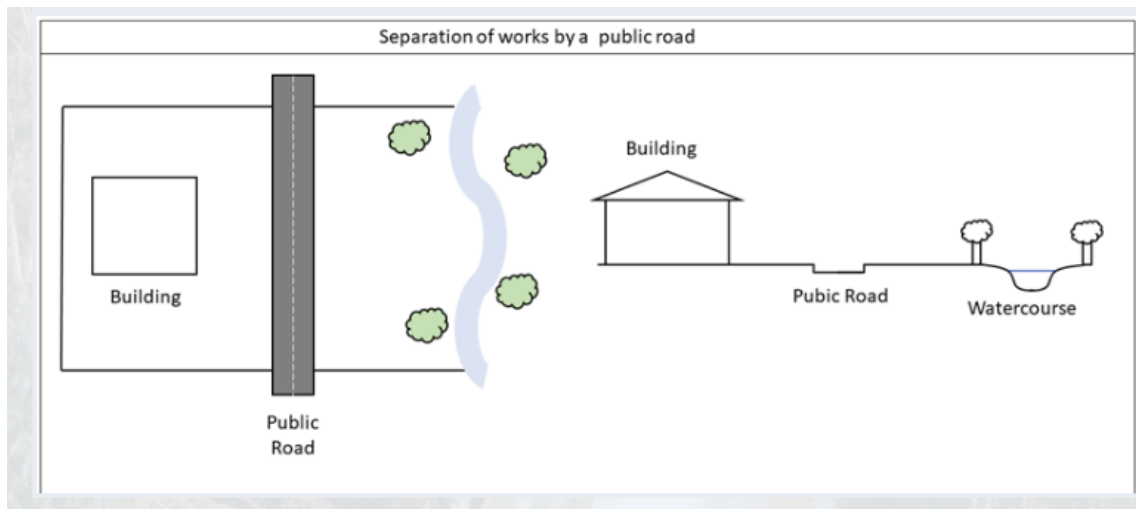 Separation of works by a public road
Building
Public
Road
Building
Pubic Road
Watercourse